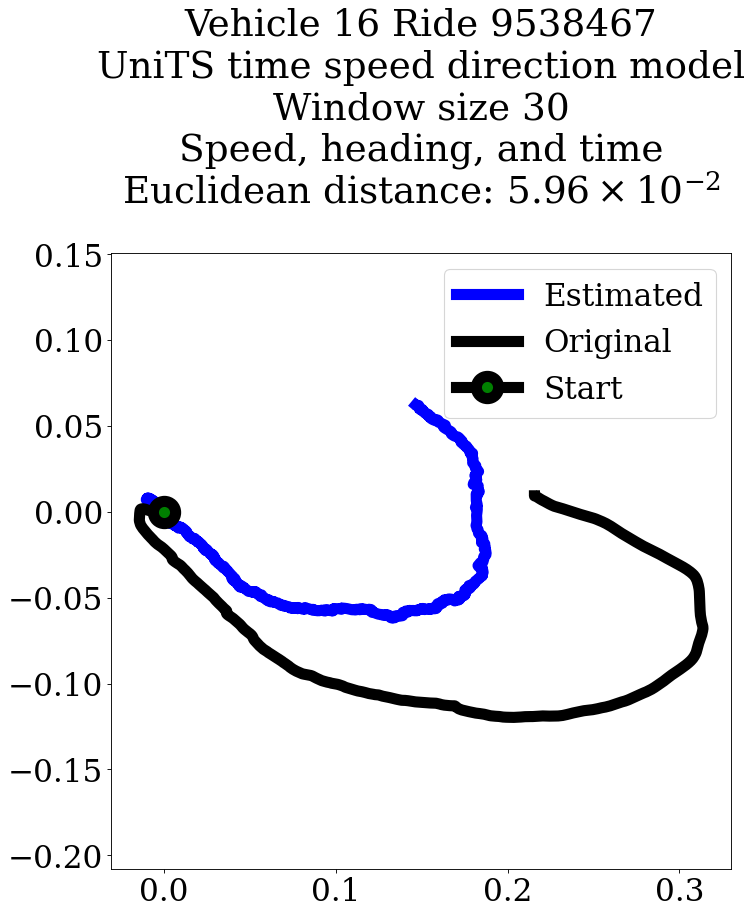 Vehicle 16 Ride 9538467
UniTS time speed direction model
Window size 30
Speed, heading, and time
Euclidean distance: 5.96 × 10⁻²
Estimated
Original
Start
0.15
0.10
0.05
0.00
−0.05
−0.10
−0.15
−0.20
0.0 0.1 0.2 0.3